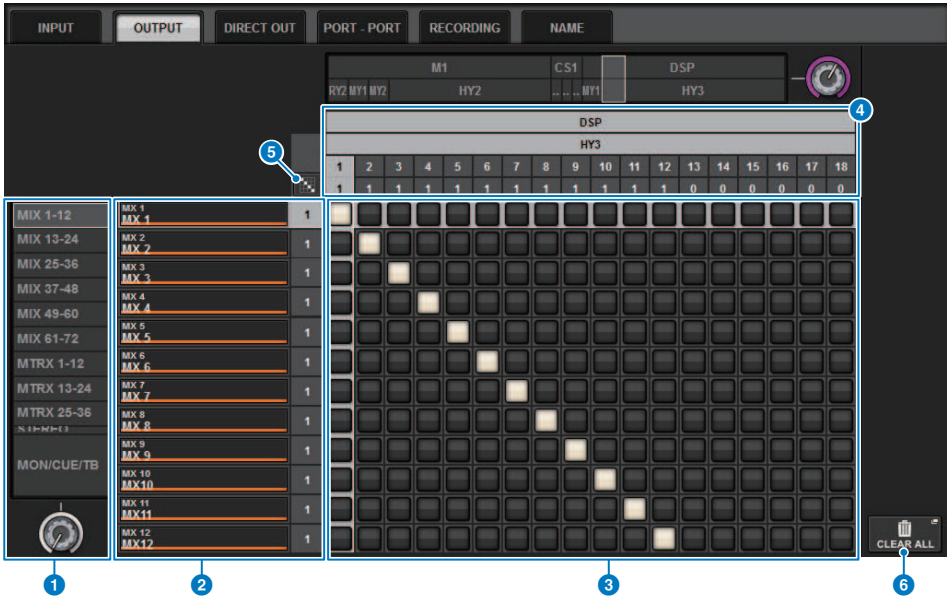 INPUT OUTPUT DIRECT OUT PORT - PORT RECORDING NAME
M1 CS1 DSP
RY2 MY1 MY2 HY2 .. .. .. MY1 HY3
4
DSP
HY3
5
1 2 3 4 5 6 7 8 9 10 11 12 13 14 15 16 17 18
1 1 1 1 1 1 1 1 1 1 1 1 0 0 0 0 0 0
MIX 1-12
MIX 13-24
MIX 25-36
MIX 37-48
MIX 49-60
MIX 61-72
MTRX 1-12
MTRX 13-24
MTRX 25-36
STEREO
MON/CUE/TB
MX 1
MX 1 1
MX 2
MX 2 1
MX 3
MX 3 1
MX 4
MX 4 1
MX 5
MX 5 1
MX 6
MX 6 1
MX 7
MX 7 1
MX 8
MX 8 1
MX 9
MX 9 1
MX 10
MX10 1
MX 11
MX11 1
MX 12
MX12 1
CLEAR ALL
1 2 3 6